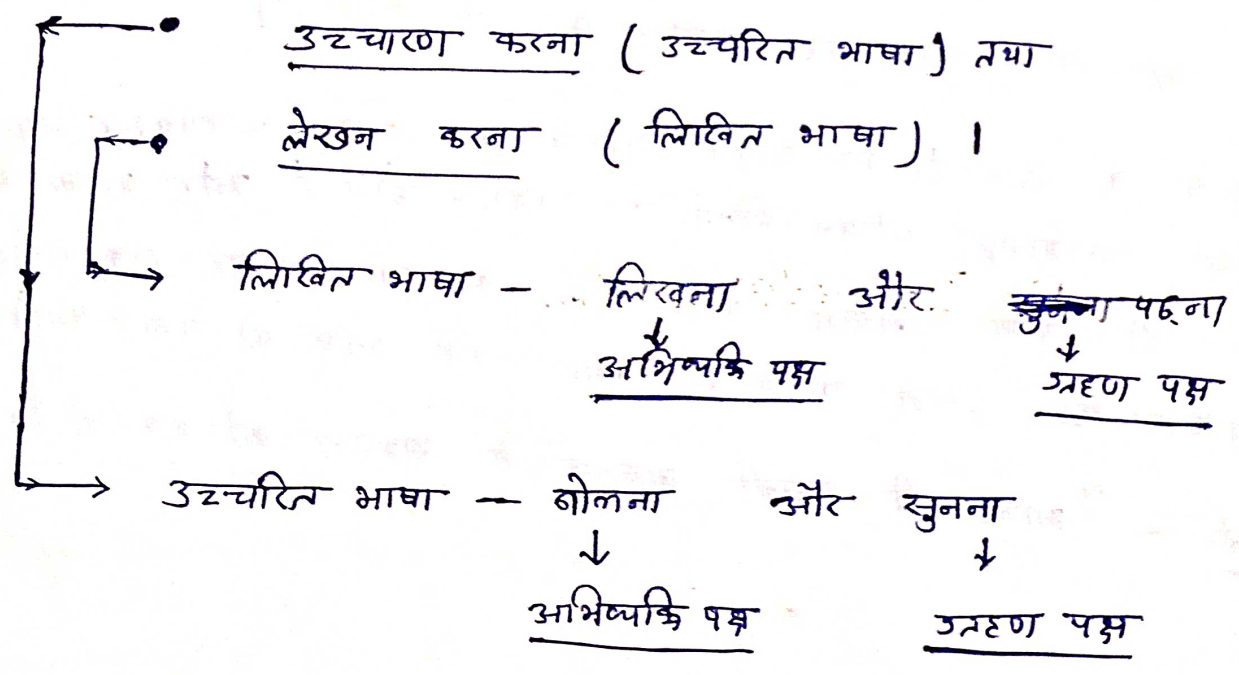 उच्चारण करना ( उच्चरित भाषा ) तथा
लेखन करना ( लिखित भाषा ) ।
लिखित भाषा - लिखना और पढ़ना
अभिव्यक्ति पक्ष ग्रहण पक्ष
उच्चरित भाषा - बोलना और सुनना
अभिव्यक्ति पक्ष ग्रहण पक्ष